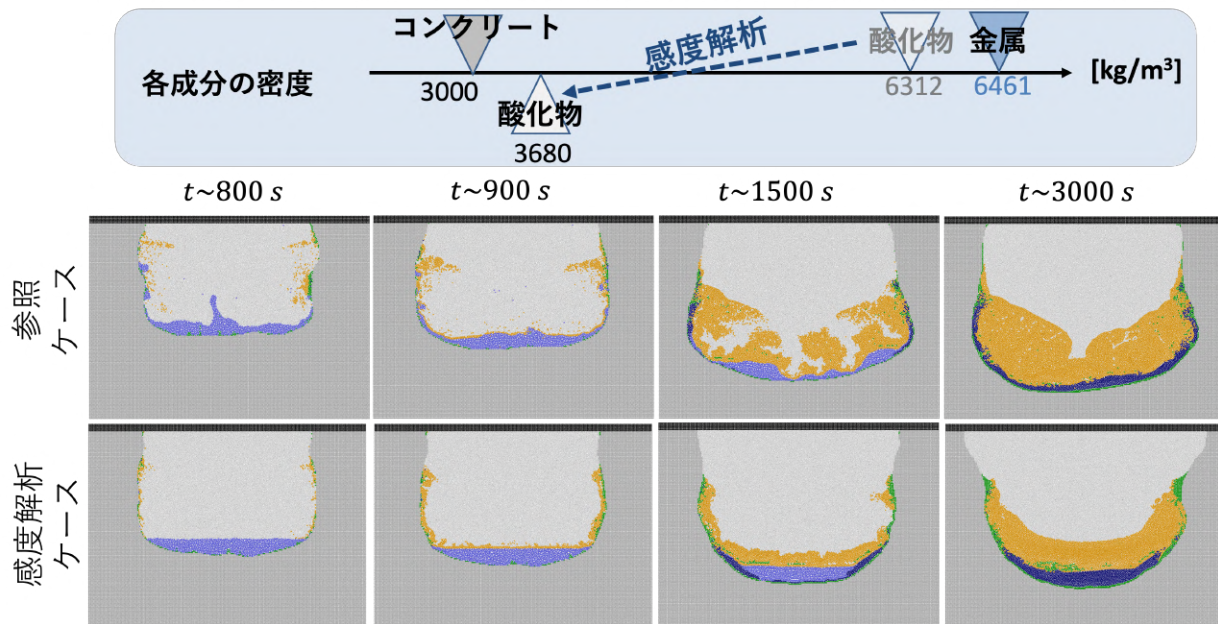 コンクリート
感度解析
酸化物
金属
各成分の密度
[kg/m³]
3000
6312
6461
酸化物
3680
t~800 s
t~900 s
t~1500 s
t~3000 s
参照
ケース
感度解析
ケース